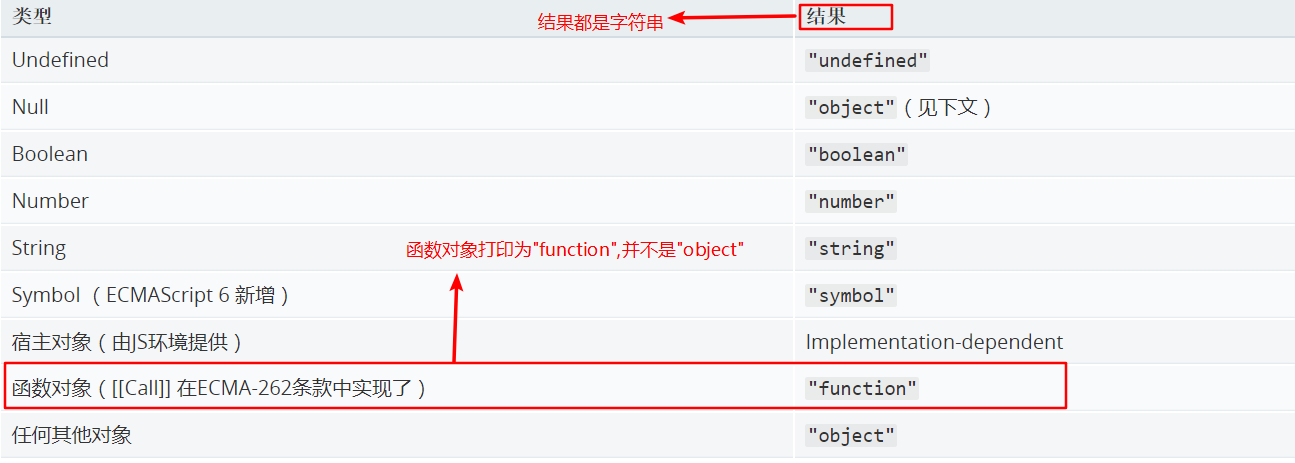 类型
结果都是字符串
结果
Undefined
"undefined"
Null
"object" ( 见下文 )
Boolean
"boolean"
Number
"number"
String
函数对象打印为"function",并不是"object"
"string"
Symbol （ ECMAScript 6 新增 ）
"symbol"
宿主对象（ 由JS环境提供 ）
Implementation-dependent
函数对象（ [[Call]] 在ECMA-262条款中实现了 ）
"function"
任何其他对象
"object"